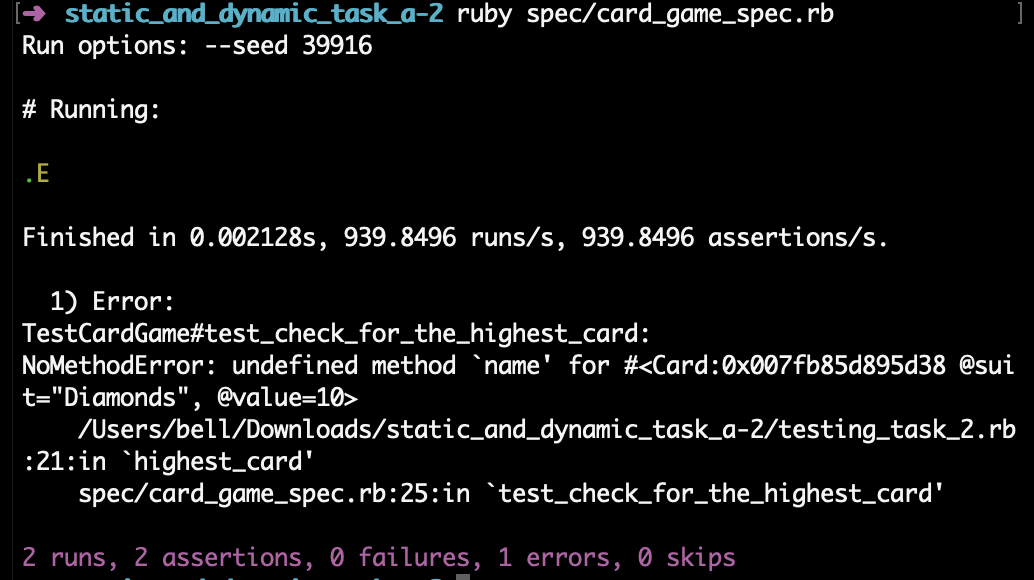 [➜ static_and_dynamic_task_a-2 ruby spec/card_game_spec.rb ]
Run options: --seed 39916
# Running:
.E
Finished in 0.002128s, 939.8496 runs/s, 939.8496 assertions/s.
1) Error:
TestCardGame#test_check_for_the_highest_card:
NoMethodError: undefined method `name' for #<Card:0x007fb85d895d38 @sui
t="Diamonds", @value=10>
/Users/bell/Downloads/static_and_dynamic_task_a-2/testing_task_2.rb
:21:in `highest_card'
spec/card_game_spec.rb:25:in `test_check_for_the_highest_card'
2 runs, 2 assertions, 0 failures, 1 errors, 0 skips